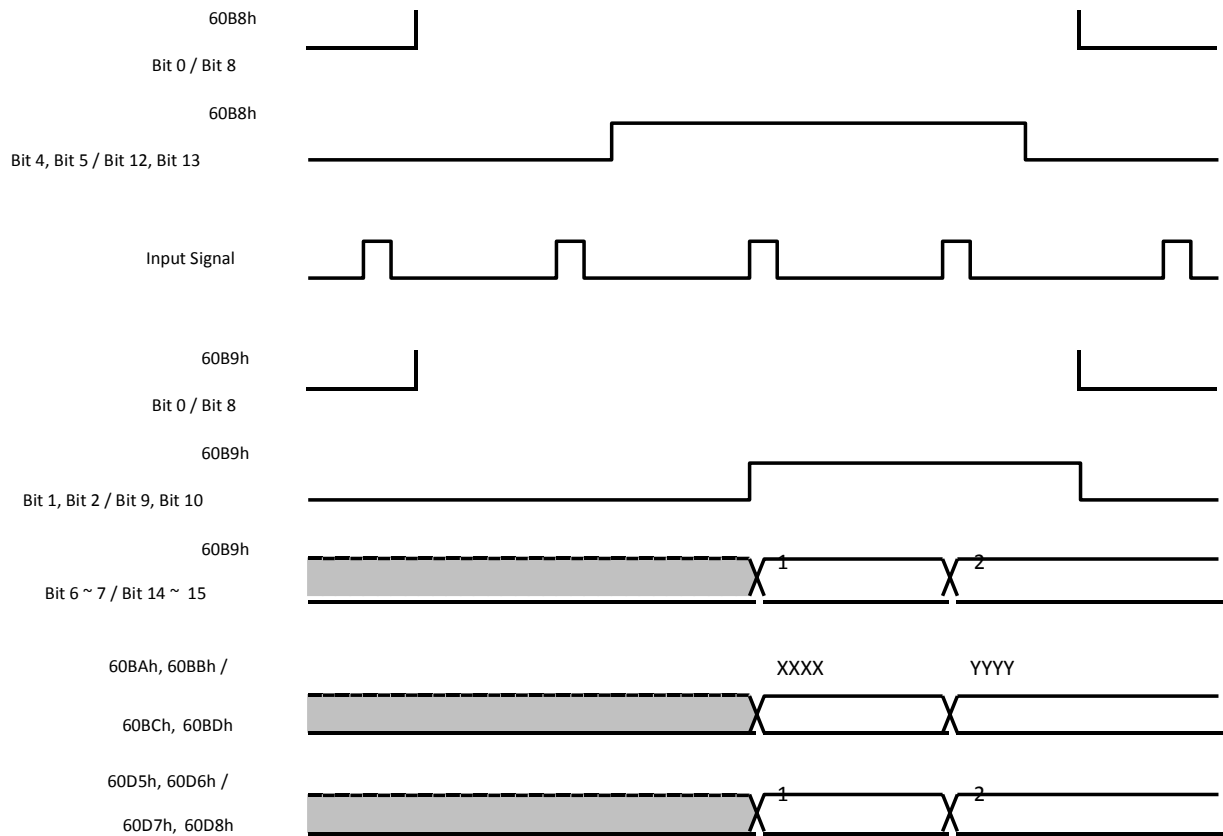 60B8h
Bit 0 / Bit 8
60B8h
Bit 4, Bit 5 / Bit 12, Bit 13
Input Signal
60B9h
Bit 0 / Bit 8
60B9h
Bit 1, Bit 2 / Bit 9, Bit 10
60B9h
1 2
Bit 6 ~ 7 / Bit 14 ~ 15
60BAh, 60BBh /
XXXX YYYY
60BCh, 60BDh
60D5h, 60D6h /
1 2
60D7h, 60D8h